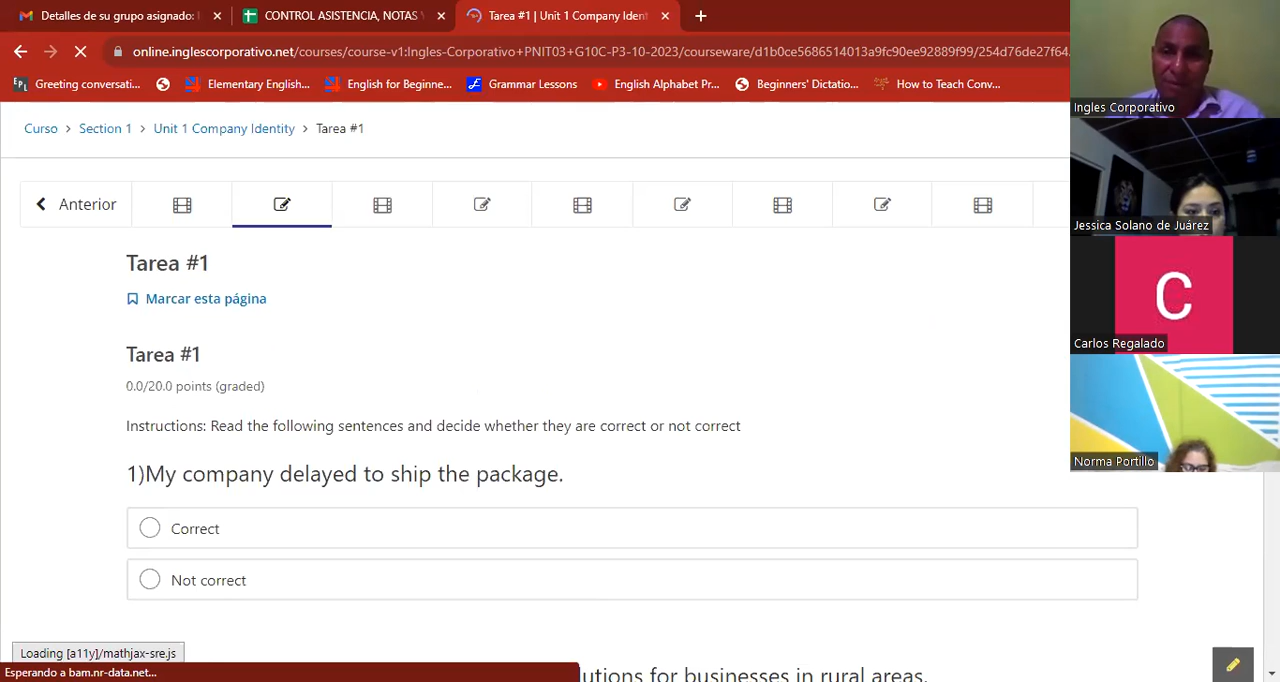 Detalles de su grupo asignado:
CONTROL ASISTENCIA, NOTAS Y
Tarea #1 | Unit 1 Company Ident
online.inglescorporativo.net/courses/course-v1:Ingles-Corporativo+PNIT03+G10C-P3-10-2023/courseware/d1b0ce5686514013a9fc90ee92889f99/254d76de27f64
Greeting conversati...
Elementary English...
English for Beginne...
Grammar Lessons
English Alphabet Pr...
Beginners' Dictatio...
How to Teach Conv...
Curso > Section 1 > Unit 1 Company Identity > Tarea #1
Anterior
Tarea #1
Marcar esta página
Tarea #1
0.0/20.0 points (graded)
Instructions: Read the following sentences and decide whether they are correct or not correct
1)My company delayed to ship the package.
Correct
Not correct
utions for businesses in rural areas.
Loading [a11y]/mathjax-sre.js
Esperando a bam.nr-data.net...
Ingles Corporativo
Jessica Solano de Juárez
C
Carlos Regalado
Norma Portillo